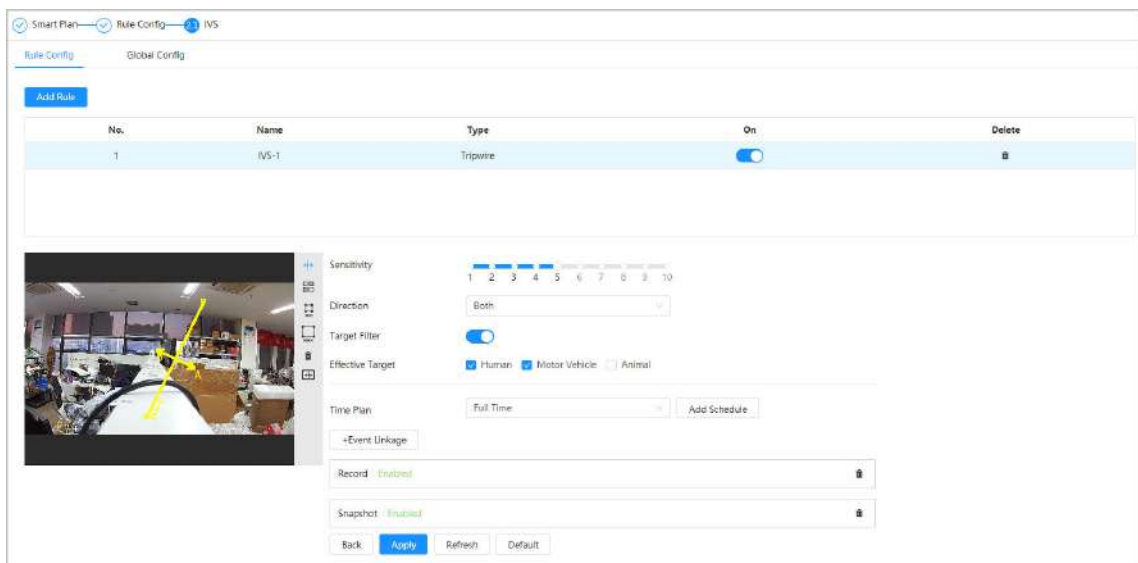 Smart Plan Rule Config 2.1 IVS
Rule Config Global Config
Add Rule
No. Name Type On Delete
1 IVS-1 Tripwire
Sensitivity
1 2 3 4 5 6 7 8 9 10
Direction Both
Target Filter
Effective Target Human Motor Vehicle Animal
Time Plan Full Time Add Schedule
+Event Linkage
Record Enabled
Snapshot Enabled
Back Apply Refresh Default